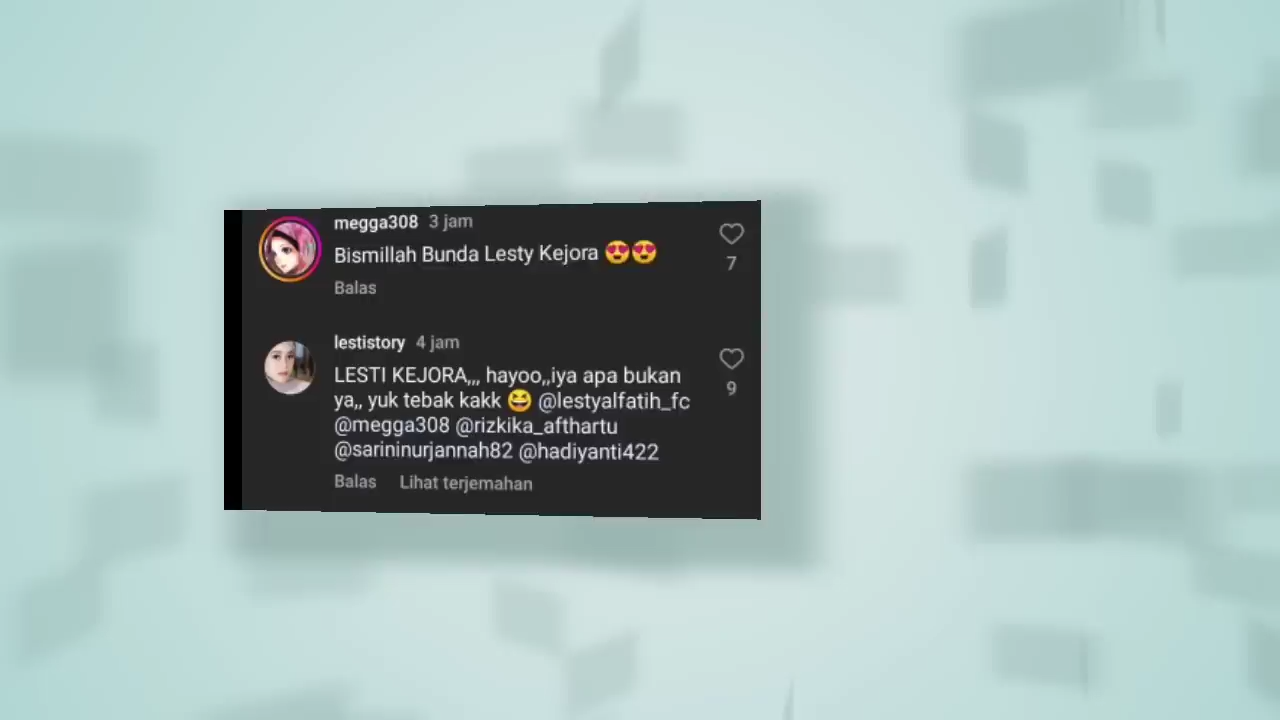 megga308 3 jam
Bismillah Bunda Lesty Kejora 😍😍
7
Balas
lestistory 4 jam
LESTI KEJORA,,, hayoo,,iya apa bukan
ya,, yuk tebak kakk 😆 @lestyalfatih_fc
9
@megga308 @rizkika_afthartu
@sarininurjannah82 @hadiyanti422
Balas Lihat terjemahan